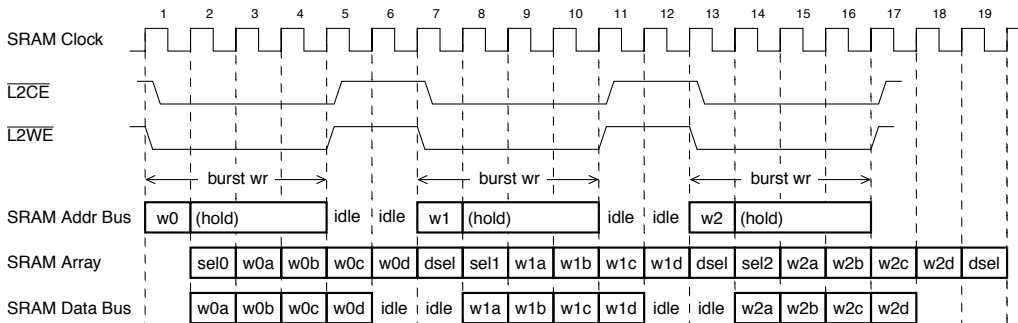 1 2 3 4 5 6 7 8 9 10 11 12 13 14 15 16 17 18 19
SRAM Clock
L2CE
L2WE
burst wr burst wr burst wr
SRAM Addr Bus w0 (hold) idle idle w1 (hold) idle idle w2 (hold)
SRAM Array sel0 w0a w0b w0c w0d dsel sel1 w1a w1b w1c w1d dsel sel2 w2a w2b w2c w2d dsel
SRAM Data Bus w0a w0b w0c w0d idle idle w1a w1b w1c w1d idle idle w2a w2b w2c w2d